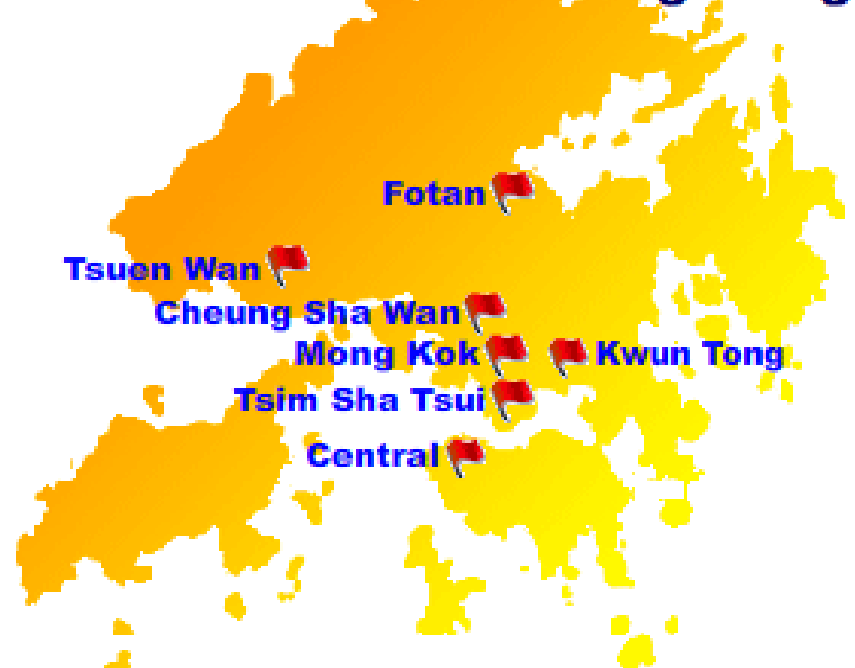 Fotan
Tsuen Wan
Cheung Sha Wan
Mong Kok
Kwun Tong
Tsim Sha Tsui
Central